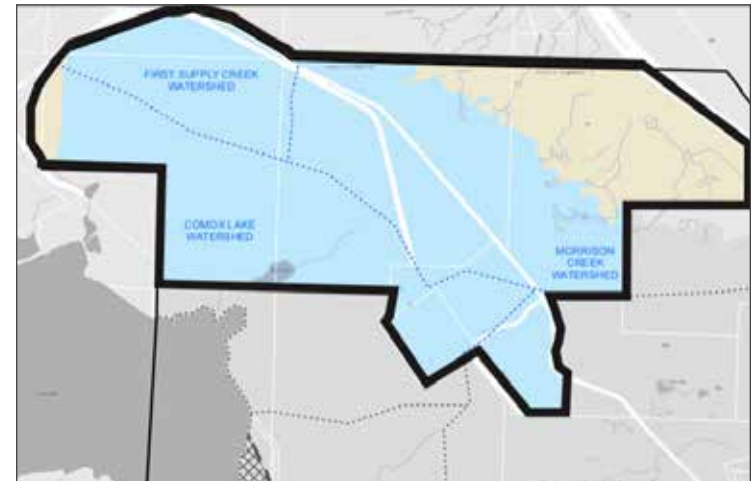 FIRST SUPPLY CREEK
WATERSHED
COMOX LAKE
WATERSHED
MORRISON
CREEK
WATERSHED